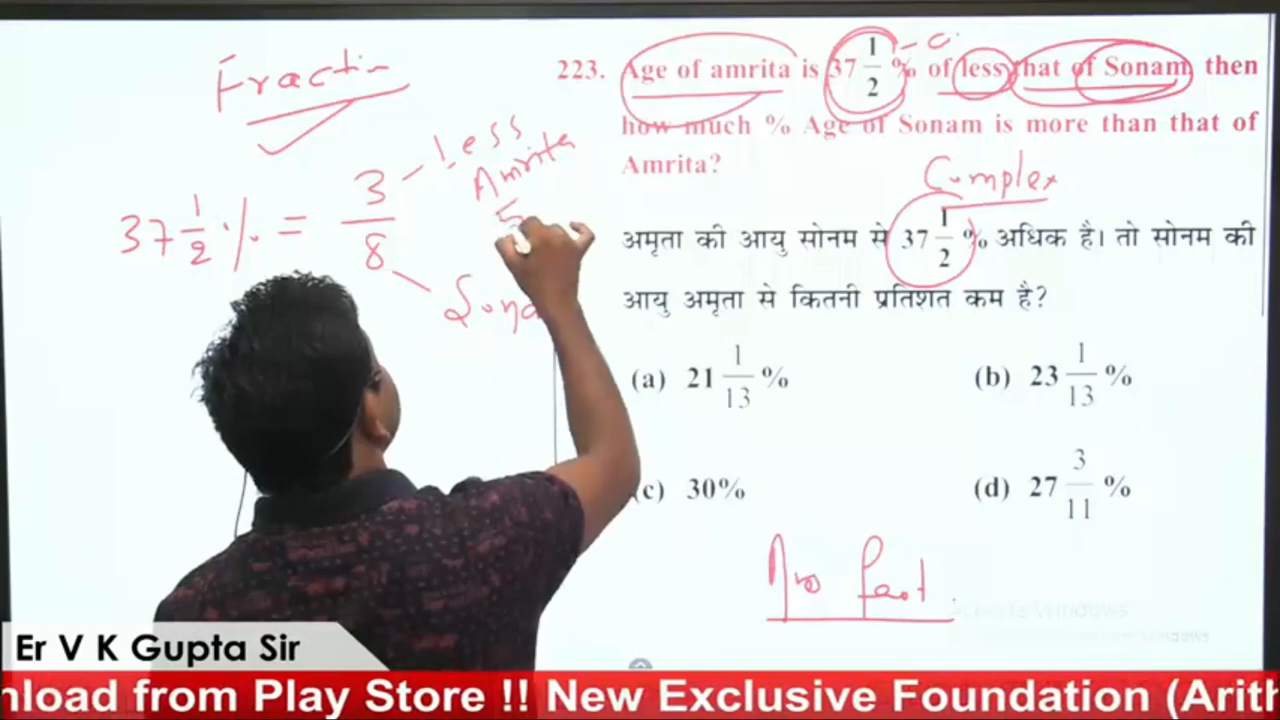 Fractin
223. Age of amrita is 37 1/2 % of less that of Sonam then
how much % Age of Sonam is more than that of
Amrita?
Complex
37 1/2 % = 3/8
Less
Amrita
5
अमृता की आयु सोनम से 37 1/2 % अधिक है। तो सोनम की
आयु अमृता से कितनी प्रतिशत कम है?
(a) 21 1/13 %
(b) 23 1/13 %
(c) 30%
(d) 27 3/11 %
Er V K Gupta Sir
nload from Play Store !! New Exclusive Foundation (Arith